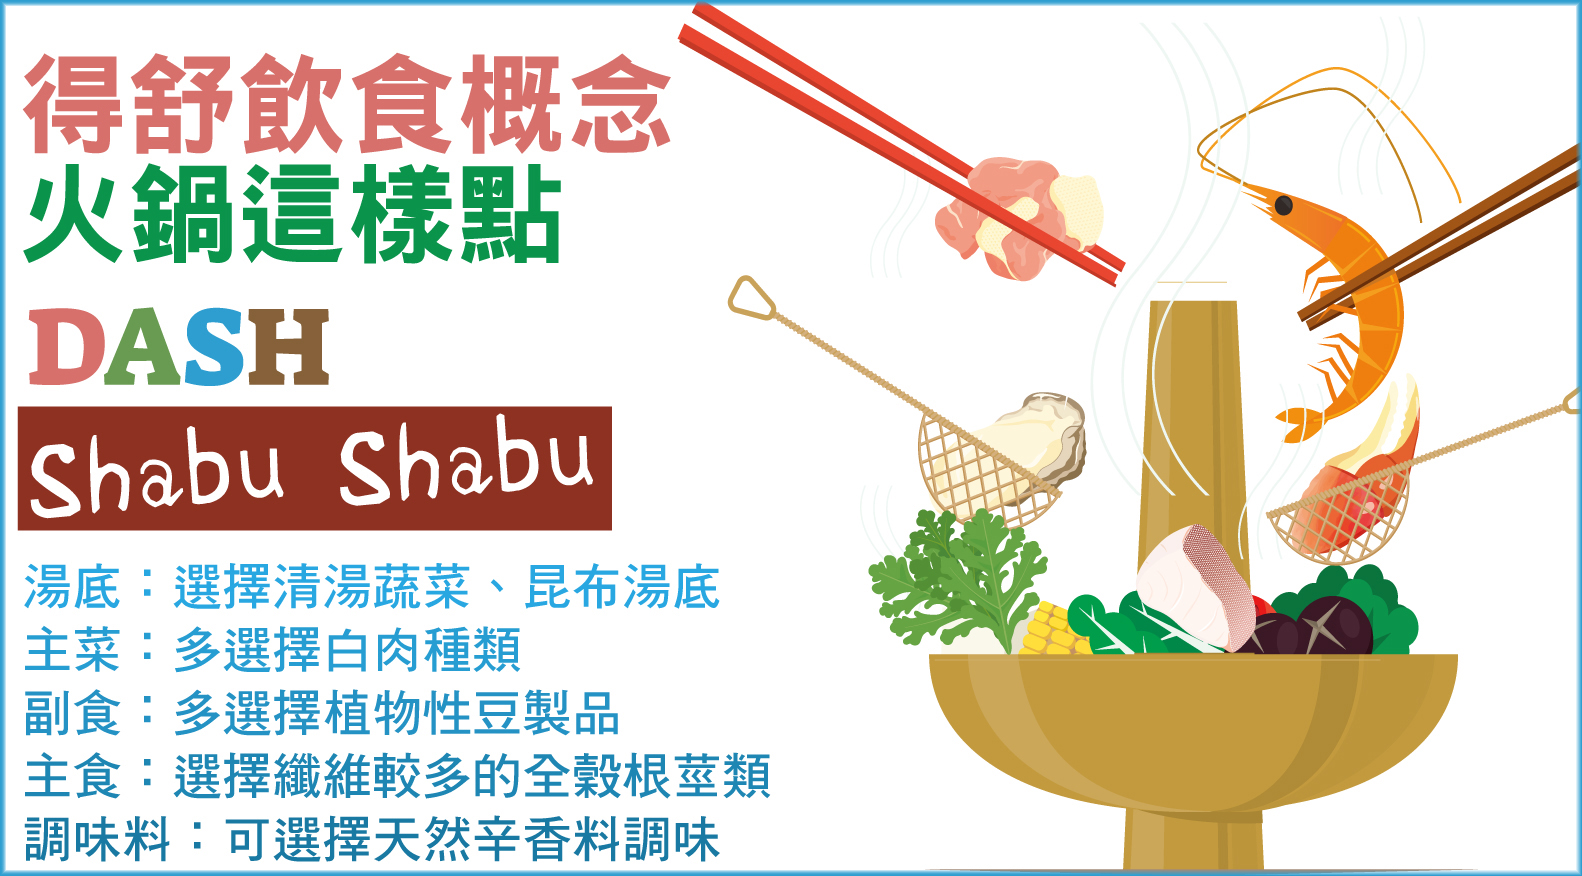 得舒飲食概念
火鍋這樣點
DASH
Shabu Shabu
湯底：選擇清湯蔬菜、昆布湯底
主菜：多選擇白肉種類
副食：多選擇植物性豆製品
主食：選擇纖維較多的全穀根莖類
調味料：可選擇天然辛香料調味